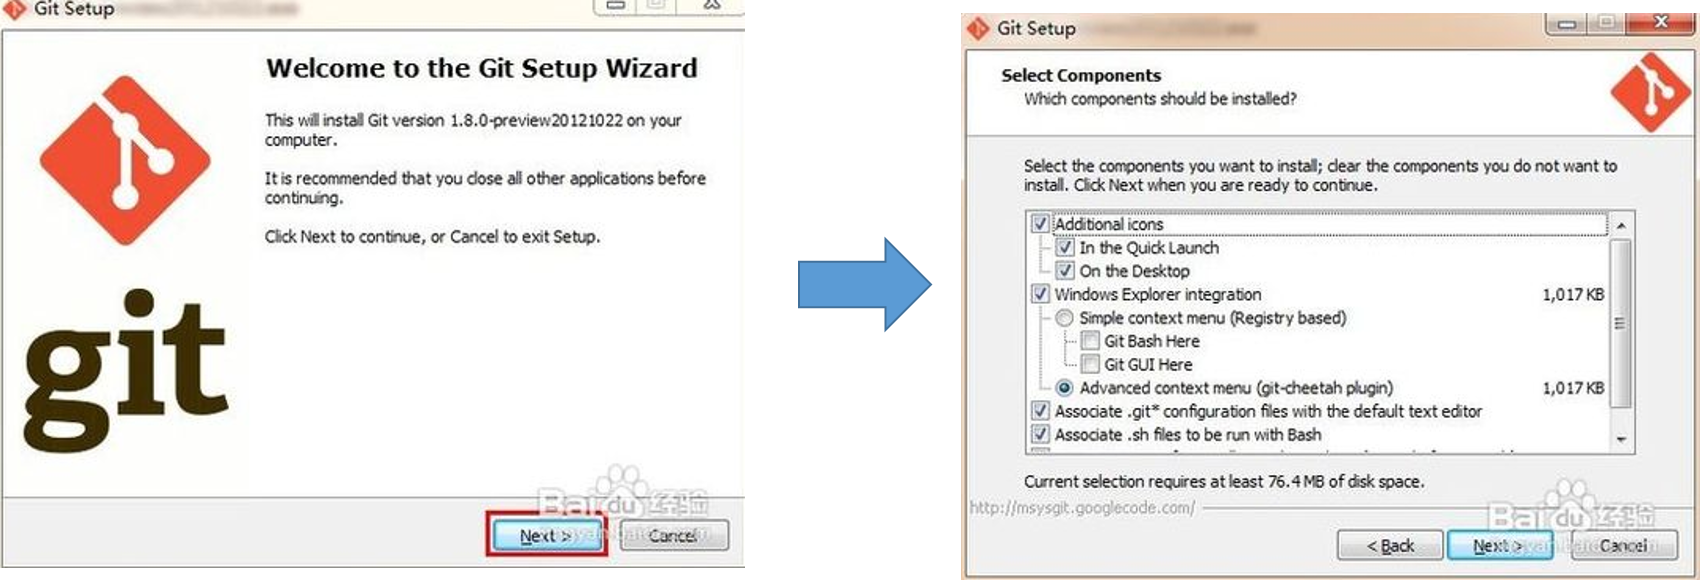 Git Setup
Welcome to the Git Setup Wizard
This will install Git version 1.8.0-preview20121022 on your
computer.
It is recommended that you close all other applications before
continuing.
Click Next to continue, or Cancel to exit Setup.
git
Baidu 经验
Next >
Cancel
Git Setup
Select Components
Which components should be installed?
Select the components you want to install; clear the components you do not want to
install. Click Next when you are ready to continue.
Additional icons
In the Quick Launch
On the Desktop
Windows Explorer integration 1,017 KB
Simple context menu (Registry based)
Git Bash Here
Git GUI Here
Advanced context menu (git-cheetah plugin) 1,017 KB
Associate .git* configuration files with the default text editor
Associate .sh files to be run with Bash
Current selection requires at least 76.4 MB of disk space.
http://msysgit.googlecode.com/
Baidu 经验
< Back
Next >
Cancel